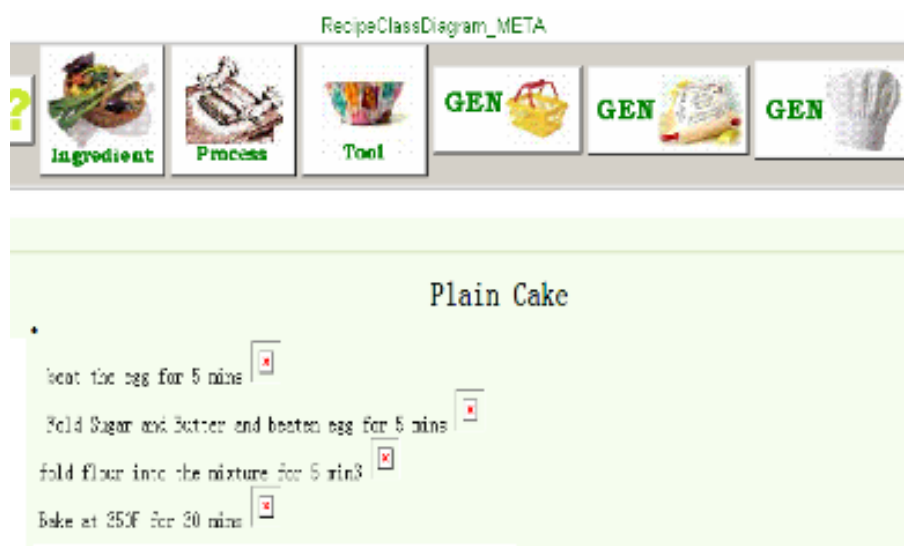 RecipeClassDiagram_META
?
Ingredient
Process
Tool
GEN
GEN
GEN
Plain Cake
beat the egg for 5 mins
Fold Sugar and Butter and beaten egg for 5 mins
fold flour into the mixture for 5 min3
Bake at 350F for 30 mins